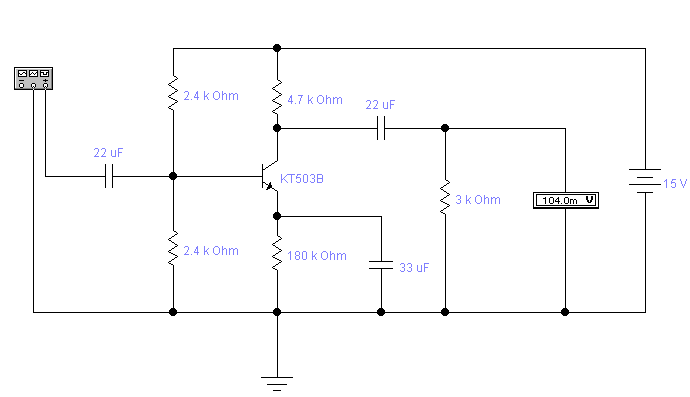 2.4 k Ohm
4.7 k Ohm
22 uF
22 uF
KT503B
3 k Ohm
104.0m V
15 V
2.4 k Ohm
180 k Ohm
33 uF